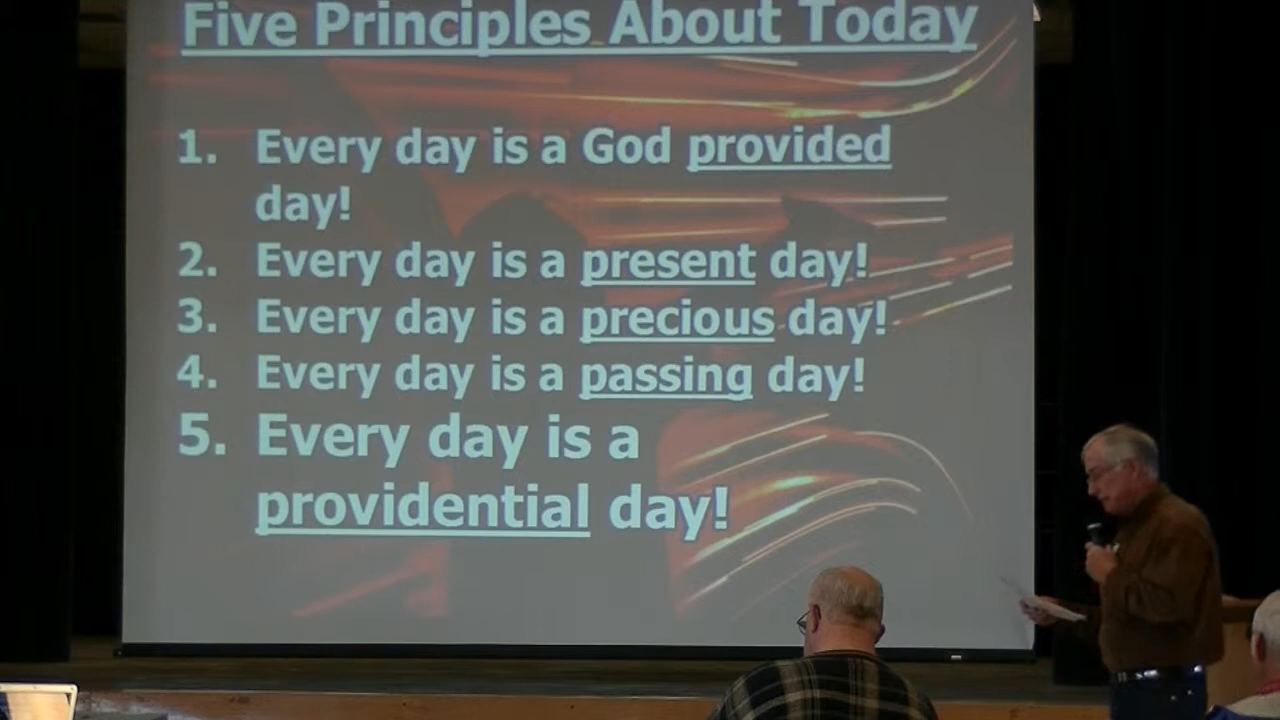 Five Principles About Today
1. Every day is a God provided
day!
2. Every day is a present day!
3. Every day is a precious day!
4. Every day is a passing day!
5. Every day is a
providential day!